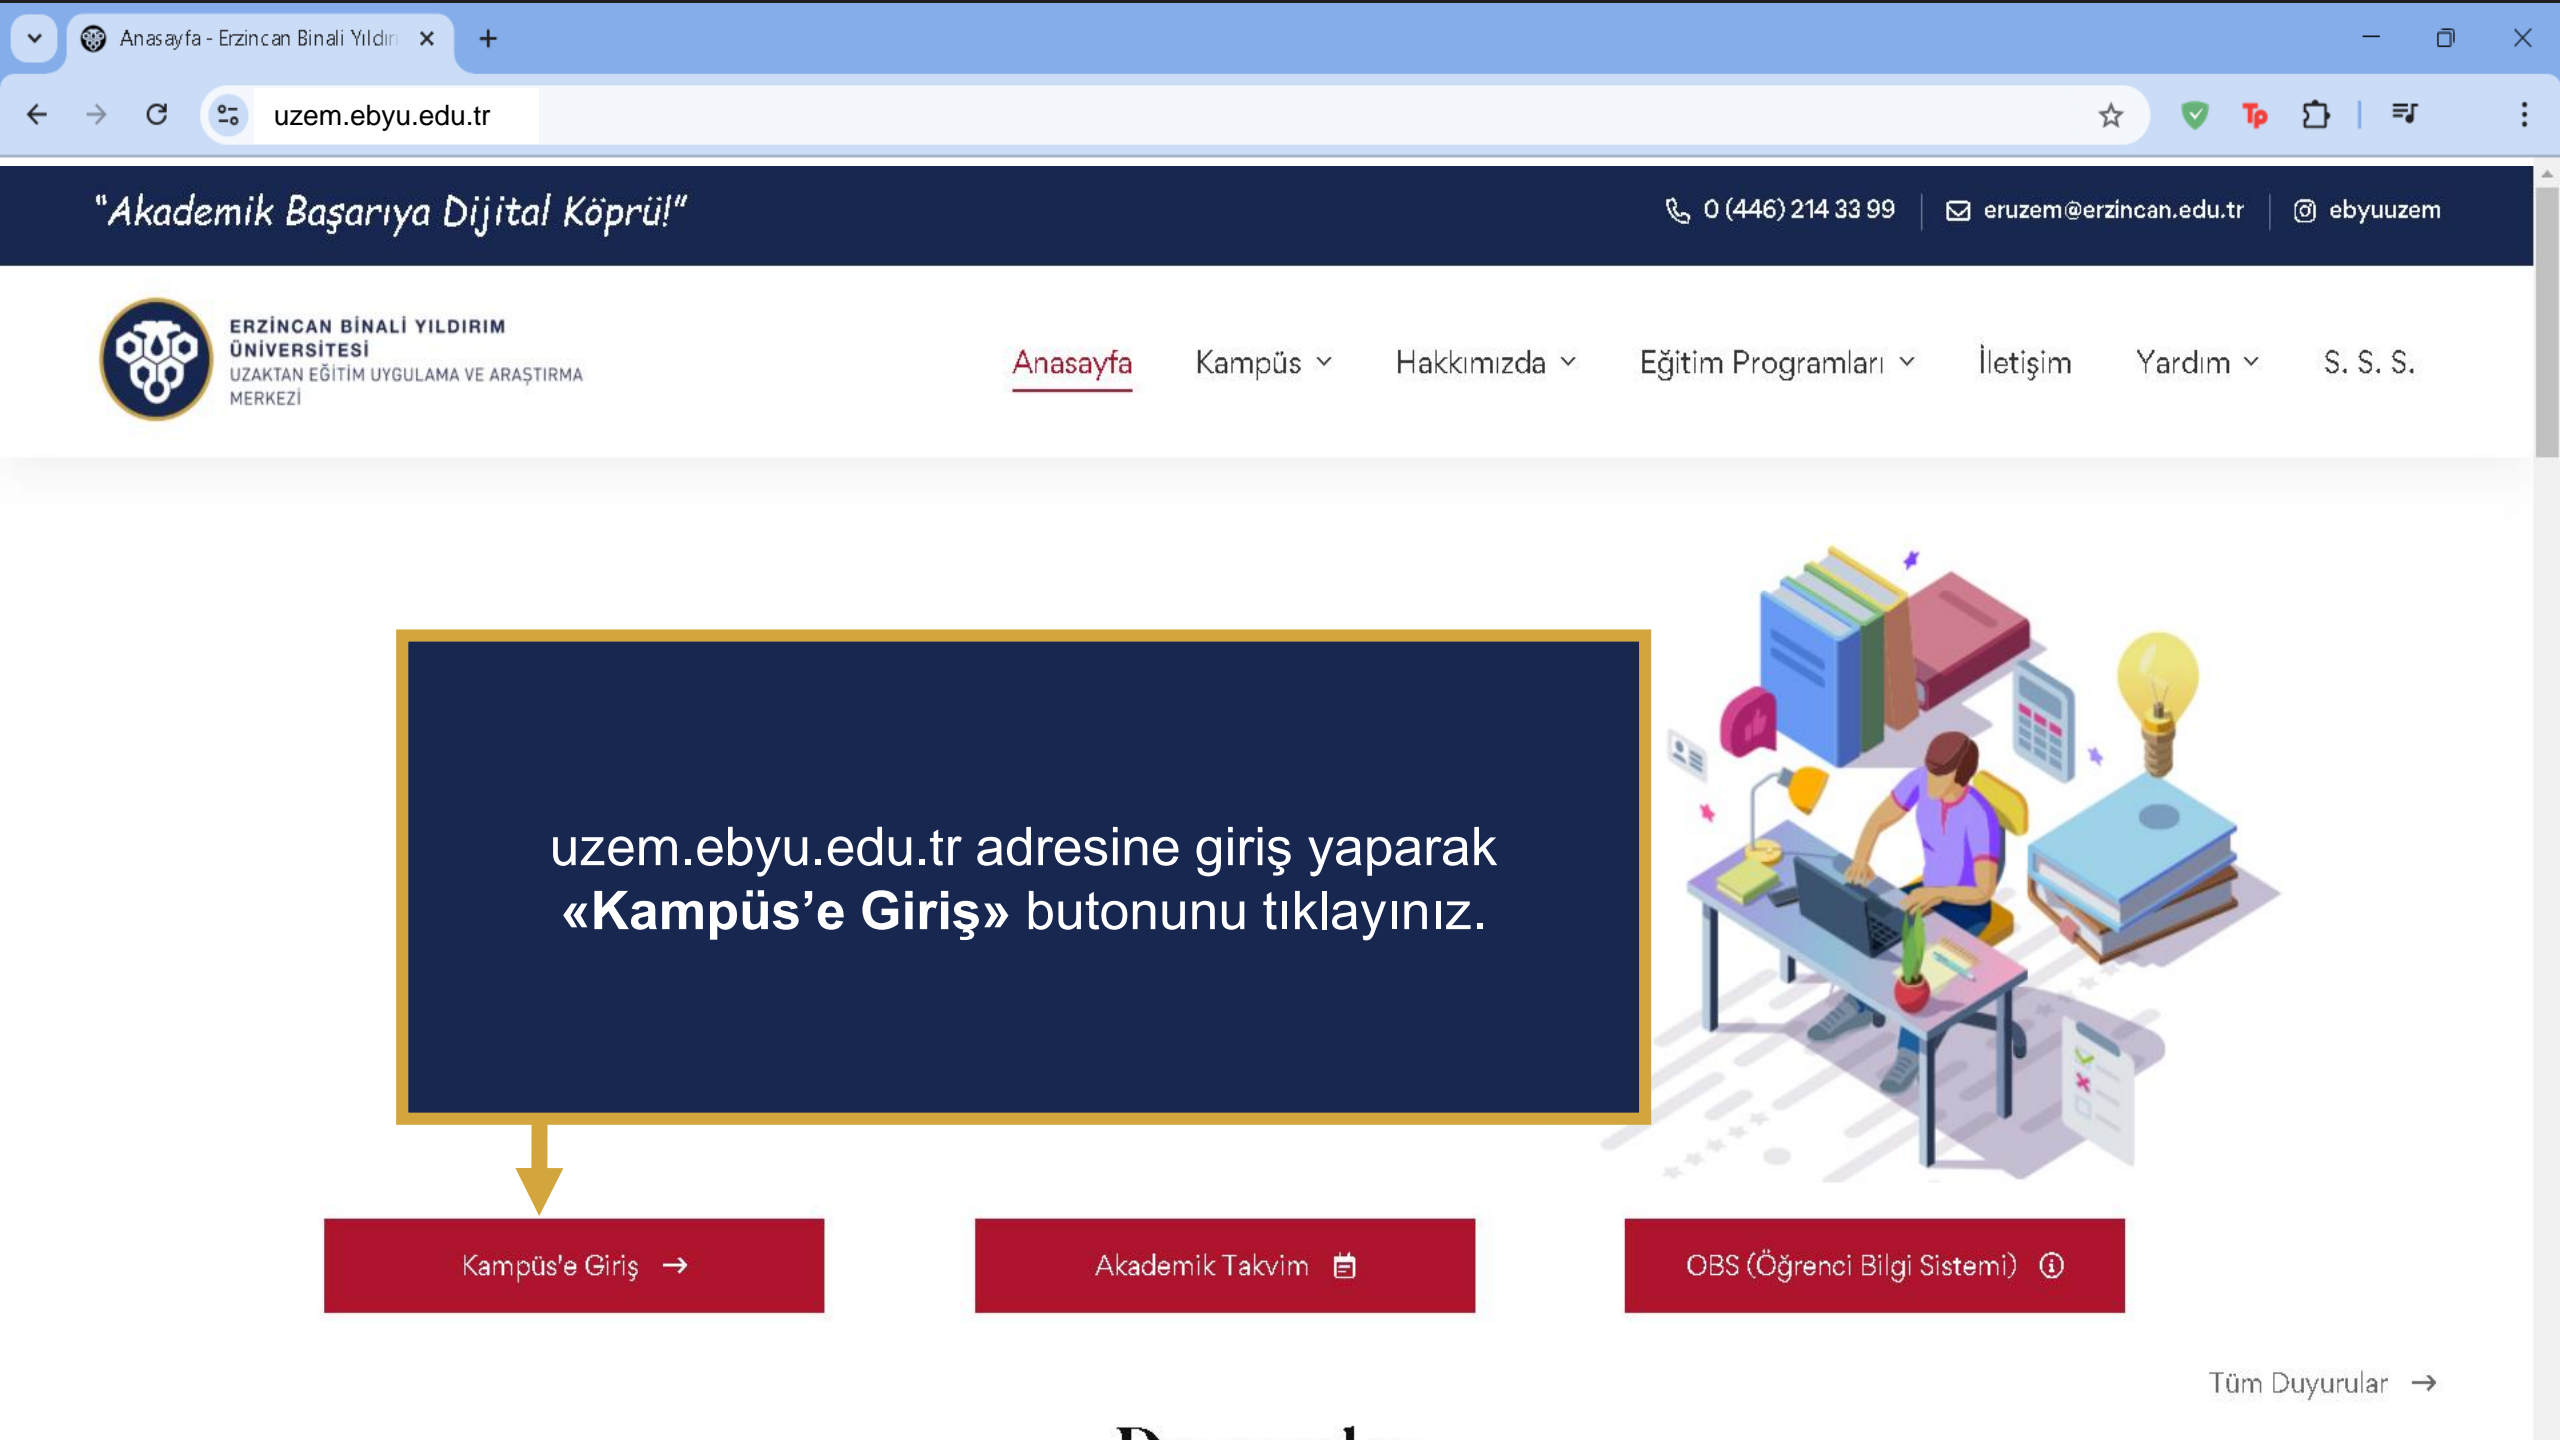 Anasayfa - Erzincan Binali Yıldır
uzem.ebyu.edu.tr
"Akademik Başarıya Dijital Köprü!"
0 (446) 214 33 99
eruzem@erzincan.edu.tr
ebyuuzem
ERZİNCAN BİNALİ YILDIRIM
ÜNİVERSİTESİ
UZAKTAN EĞİTİM UYGULAMA VE ARAŞTIRMA
MERKEZİ
Anasayfa Kampüs Hakkımızda Eğitim Programları İletişim Yardım S. S. S.
uzem.ebyu.edu.tr adresine giriş yaparak
«Kampüs’e Giriş» butonunu tıklayınız.
Kampüs'e Giriş
Akademik Takvim
OBS (Öğrenci Bilgi Sistemi)
Tüm Duyurular